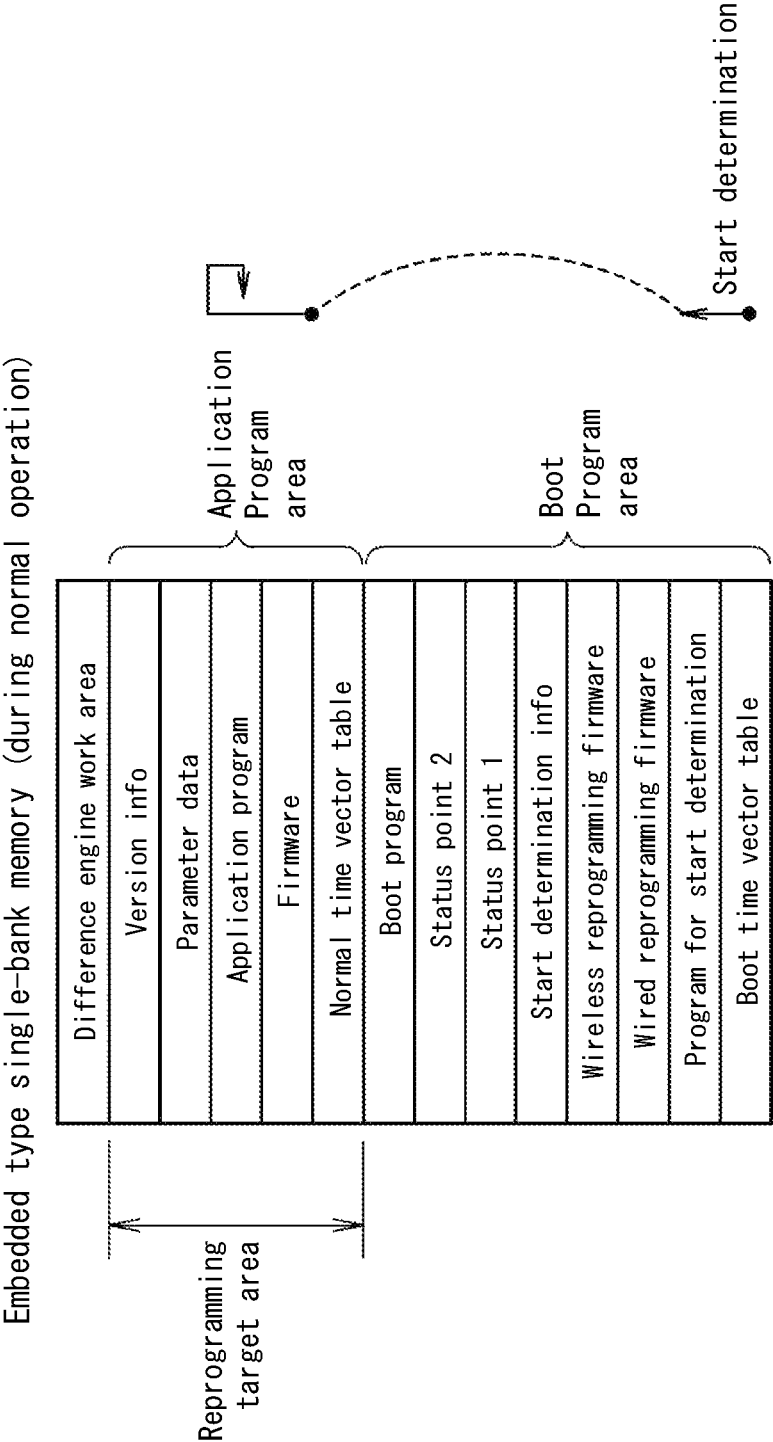 Embedded type single-bank memory (during normal operation)
Reprogramming
target area
Difference engine work area
Version info
Parameter data
Application program
Firmware
Normal time vector table
Boot program
Status point 2
Status point 1
Start determination info
Wireless reprogramming firmware
Wired reprogramming firmware
Program for start determination
Boot time vector table
Application
Program
area
Boot
Program
area
Start determination